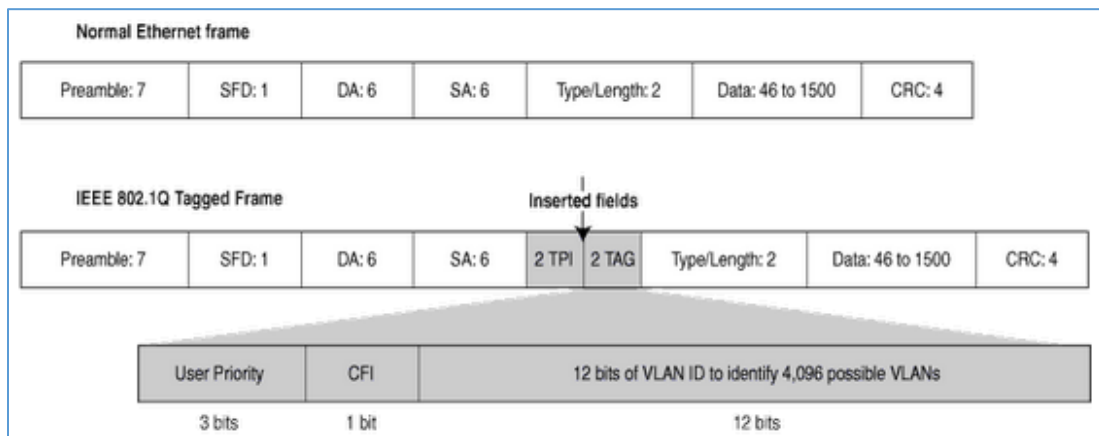 Normal Ethernet frame
Preamble: 7 SFD: 1 DA: 6 SA: 6 Type/Length: 2 Data: 46 to 1500 CRC: 4
IEEE 802.1Q Tagged Frame Inserted fields
Preamble: 7 SFD: 1 DA: 6 SA: 6 2 TPI 2 TAG Type/Length: 2 Data: 46 to 1500 CRC: 4
User Priority CFI 12 bits of VLAN ID to identify 4,096 possible VLANs
3 bits 1 bit 12 bits